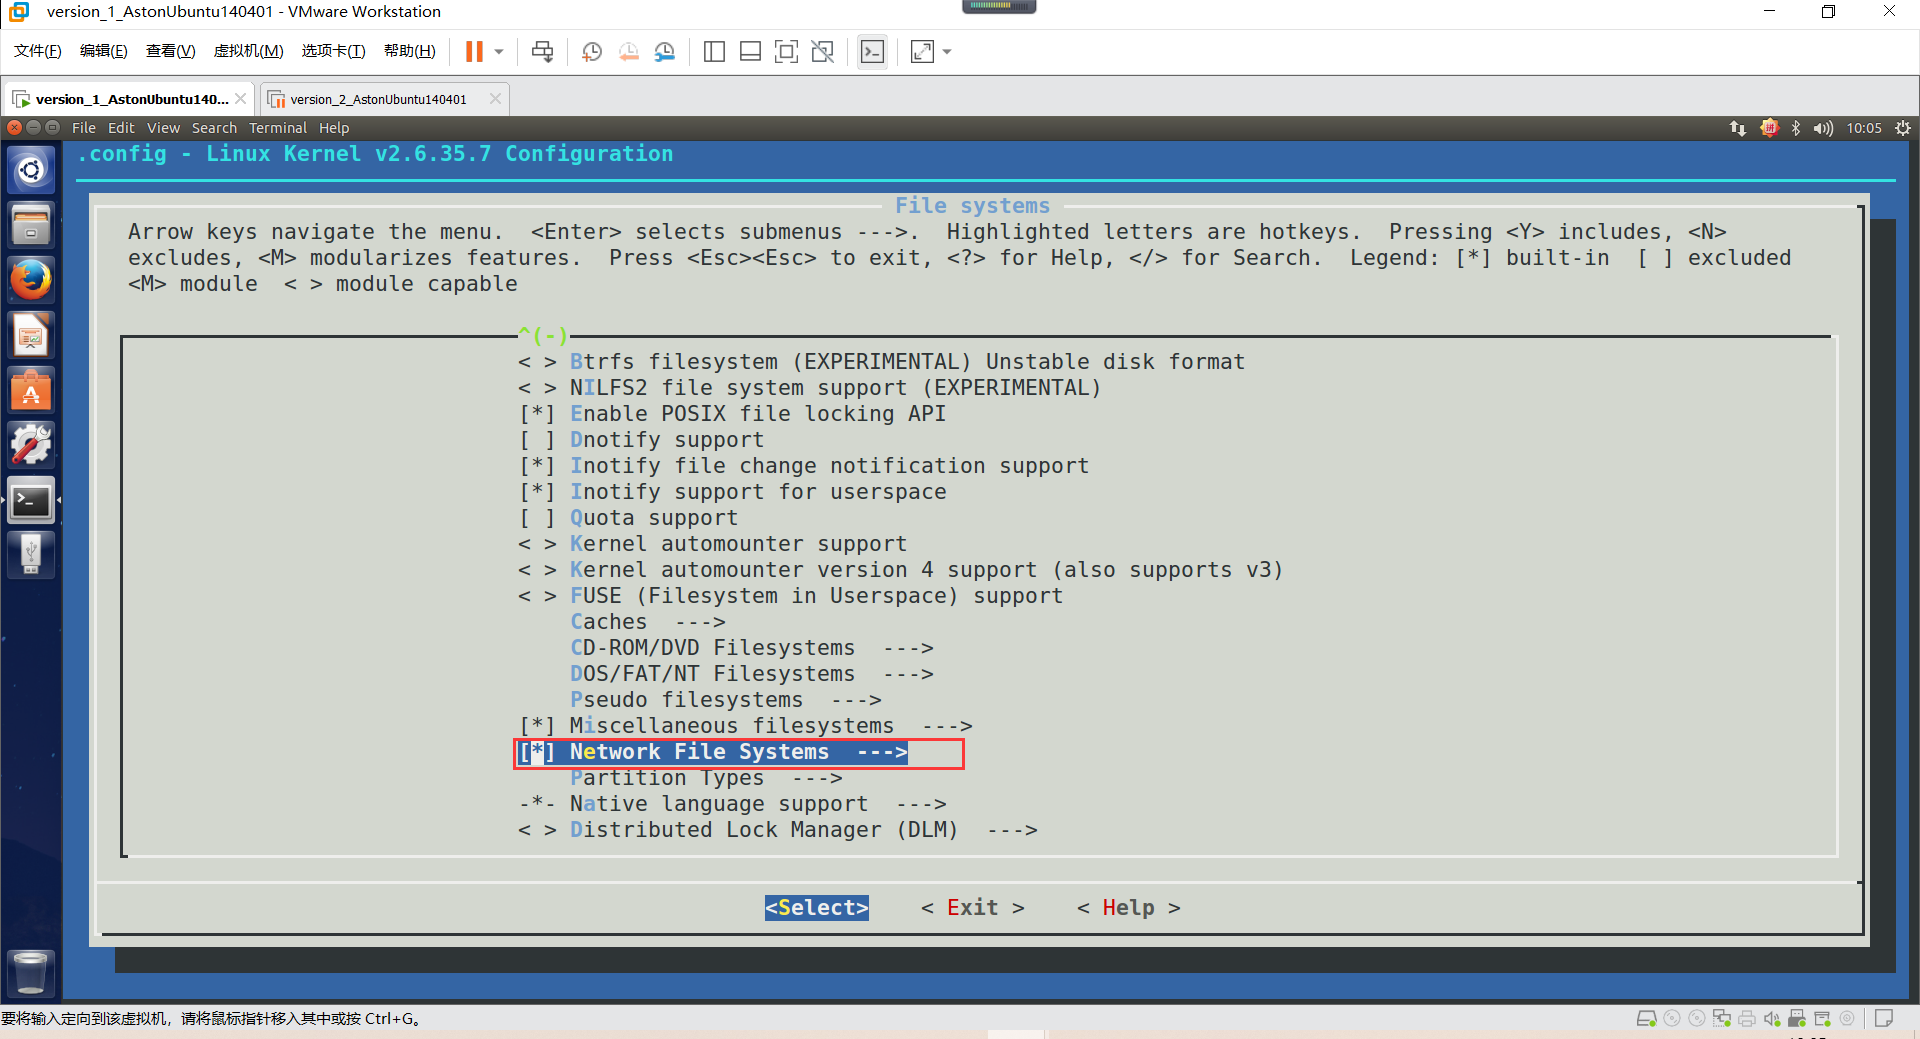 version_1_AstonUbuntu140401 - VMware Workstation
文件(F) 编辑(E) 查看(V) 虚拟机(M) 选项卡(T) 帮助(H)
version_1_AstonUbuntu140... version_2_AstonUbuntu140401
File Edit View Search Terminal Help 10:05
.config - Linux Kernel v2.6.35.7 Configuration
File systems
Arrow keys navigate the menu.  <Enter> selects submenus --->.  Highlighted letters are hotkeys.  Pressing <Y> includes, <N>
excludes, <M> modularizes features.  Press <Esc><Esc> to exit, <?> for Help, </> for Search.  Legend: [*] built-in  [ ] excluded
<M> module  < > module capable
^(-)
< > Btrfs filesystem (EXPERIMENTAL) Unstable disk format
< > NILFS2 file system support (EXPERIMENTAL)
[*] Enable POSIX file locking API
[ ] Dnotify support
[*] Inotify file change notification support
[*] Inotify support for userspace
[ ] Quota support
< > Kernel automounter support
< > Kernel automounter version 4 support (also supports v3)
< > FUSE (Filesystem in Userspace) support
Caches  --->
CD-ROM/DVD Filesystems  --->
DOS/FAT/NT Filesystems  --->
Pseudo filesystems  --->
[*] Miscellaneous filesystems  --->
[*] Network File Systems  --->
Partition Types  --->
-*- Native language support  --->
< > Distributed Lock Manager (DLM)  --->
<Select>    < Exit >    < Help >
要将输入定向到该虚拟机，请将鼠标指针移入其中或按 Ctrl+G。